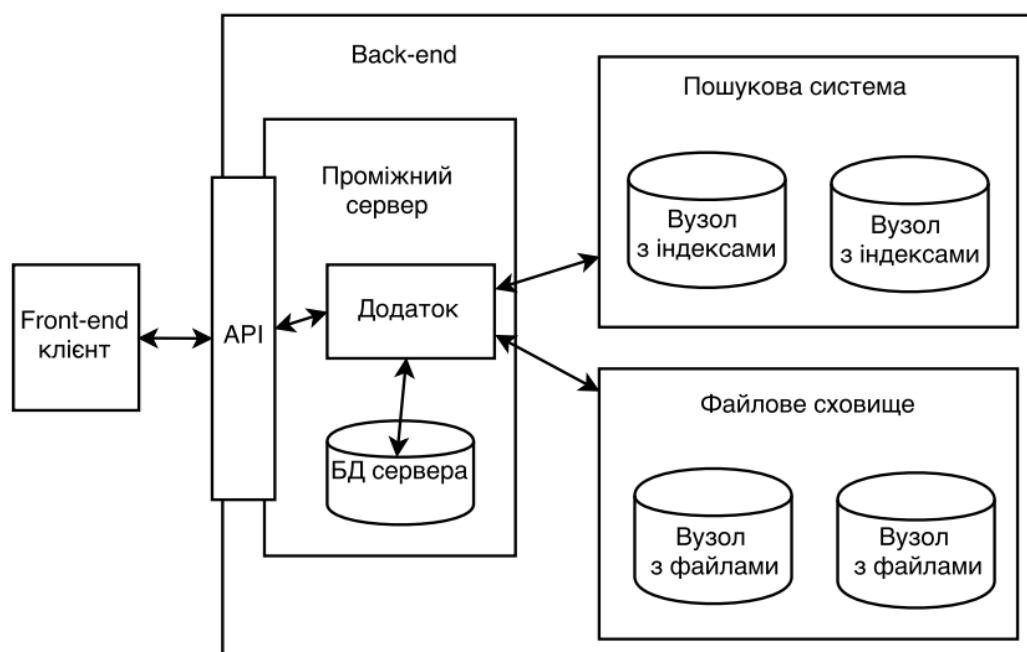 Back-end
Пошукова система
Вузол
з індексами
Вузол
з індексами
Проміжний
сервер
Front-end
клієнт
API
Додаток
БД сервера
Файлове сховище
Вузол
з файлами
Вузол
з файлами